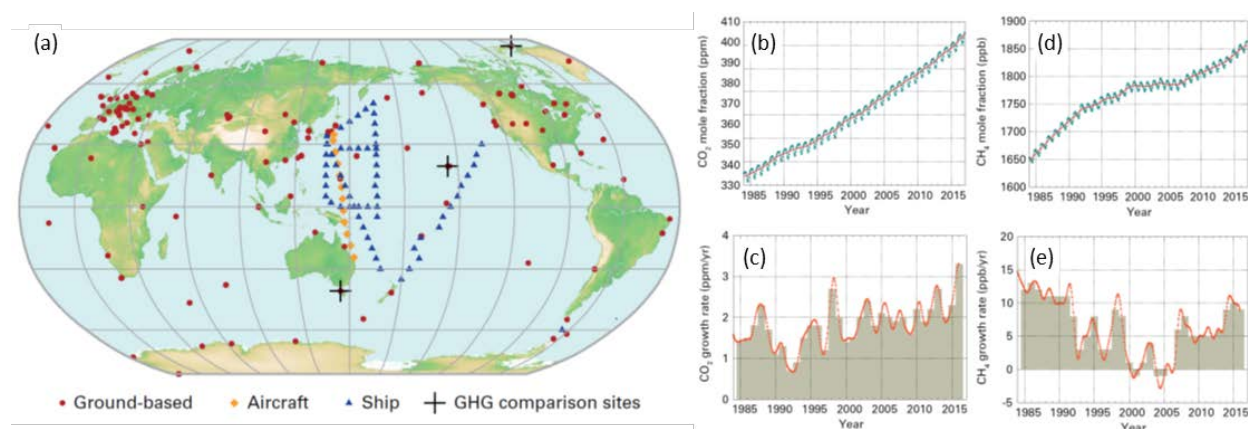 (a)
Ground-based Aircraft Ship GHG comparison sites
(b)
CO2 mole fraction (ppm)
410
400
390
380
370
360
350
340
330
1985 1990 1995 2000 2005 2010 2015
Year
(d)
CH4 mole fraction (ppb)
1900
1850
1800
1750
1700
1650
1600
1985 1990 1995 2000 2005 2010 2015
Year
(c)
CO2 growth rate (ppm/yr)
4
3
2
1
0
1985 1990 1995 2000 2005 2010 2015
Year
(e)
CH4 growth rate (ppb/yr)
20
15
10
5
0
-5
1985 1990 1995 2000 2005 2010 2015
Year